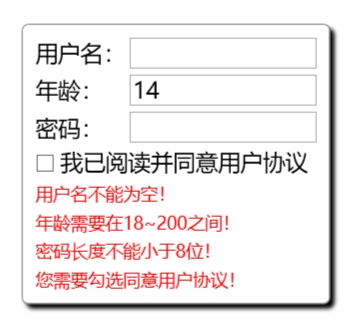 用户名：
年龄： 14
密码：
我已阅读并同意用户协议
用户名不能为空！
年龄需要在18~200之间！
密码长度不能小于8位！
您需要勾选同意用户协议！